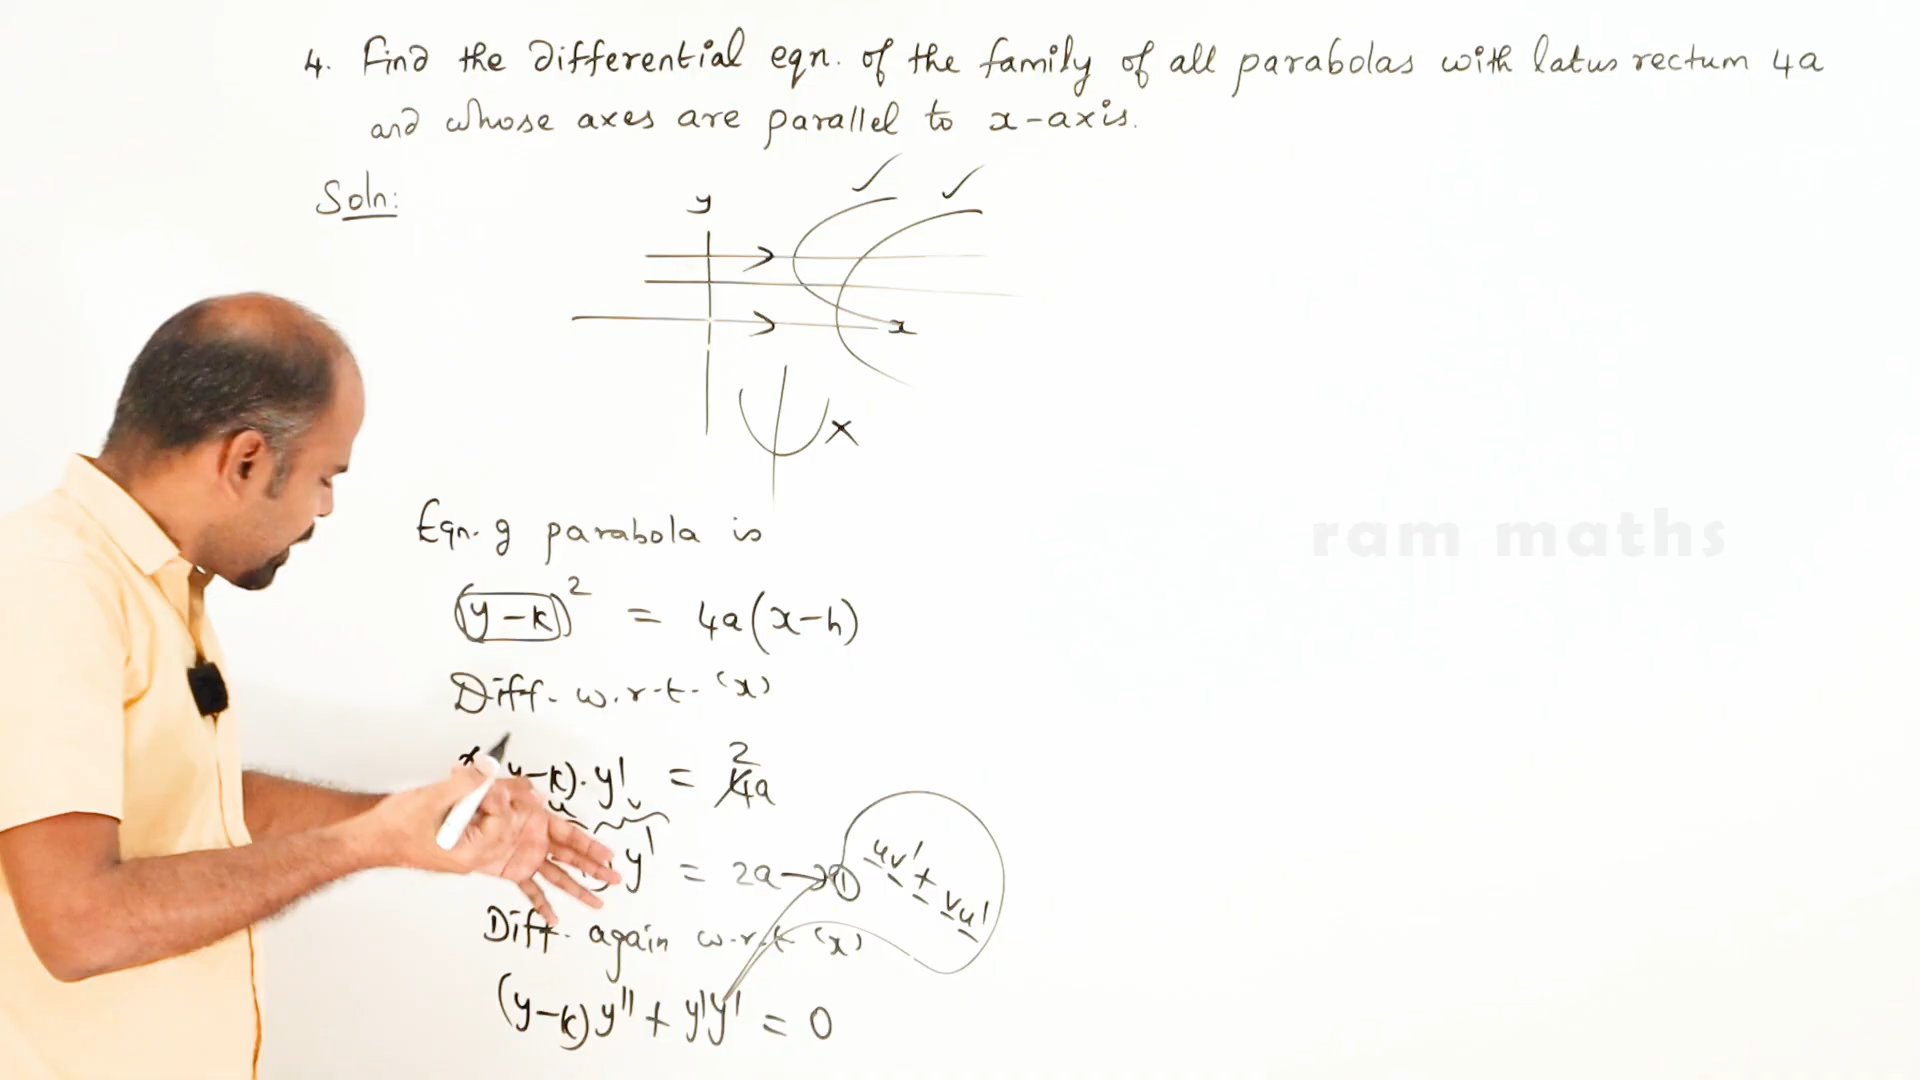 4. Find the differential eqn. of the family of all parabolas with latus rectum 4a
and whose axes are parallel to x-axis.
Soln:
y
x
x
Eqn. of parabola is
(y-k)² = 4a(x-h)
Diff. w.r.t. 'x'
y-k). y' = 2 4a
u v
y' = 2a → ①
uv' + vu'
Diff. again w.r.t 'x'
(y-k)y'' + y'y' = 0
ram maths